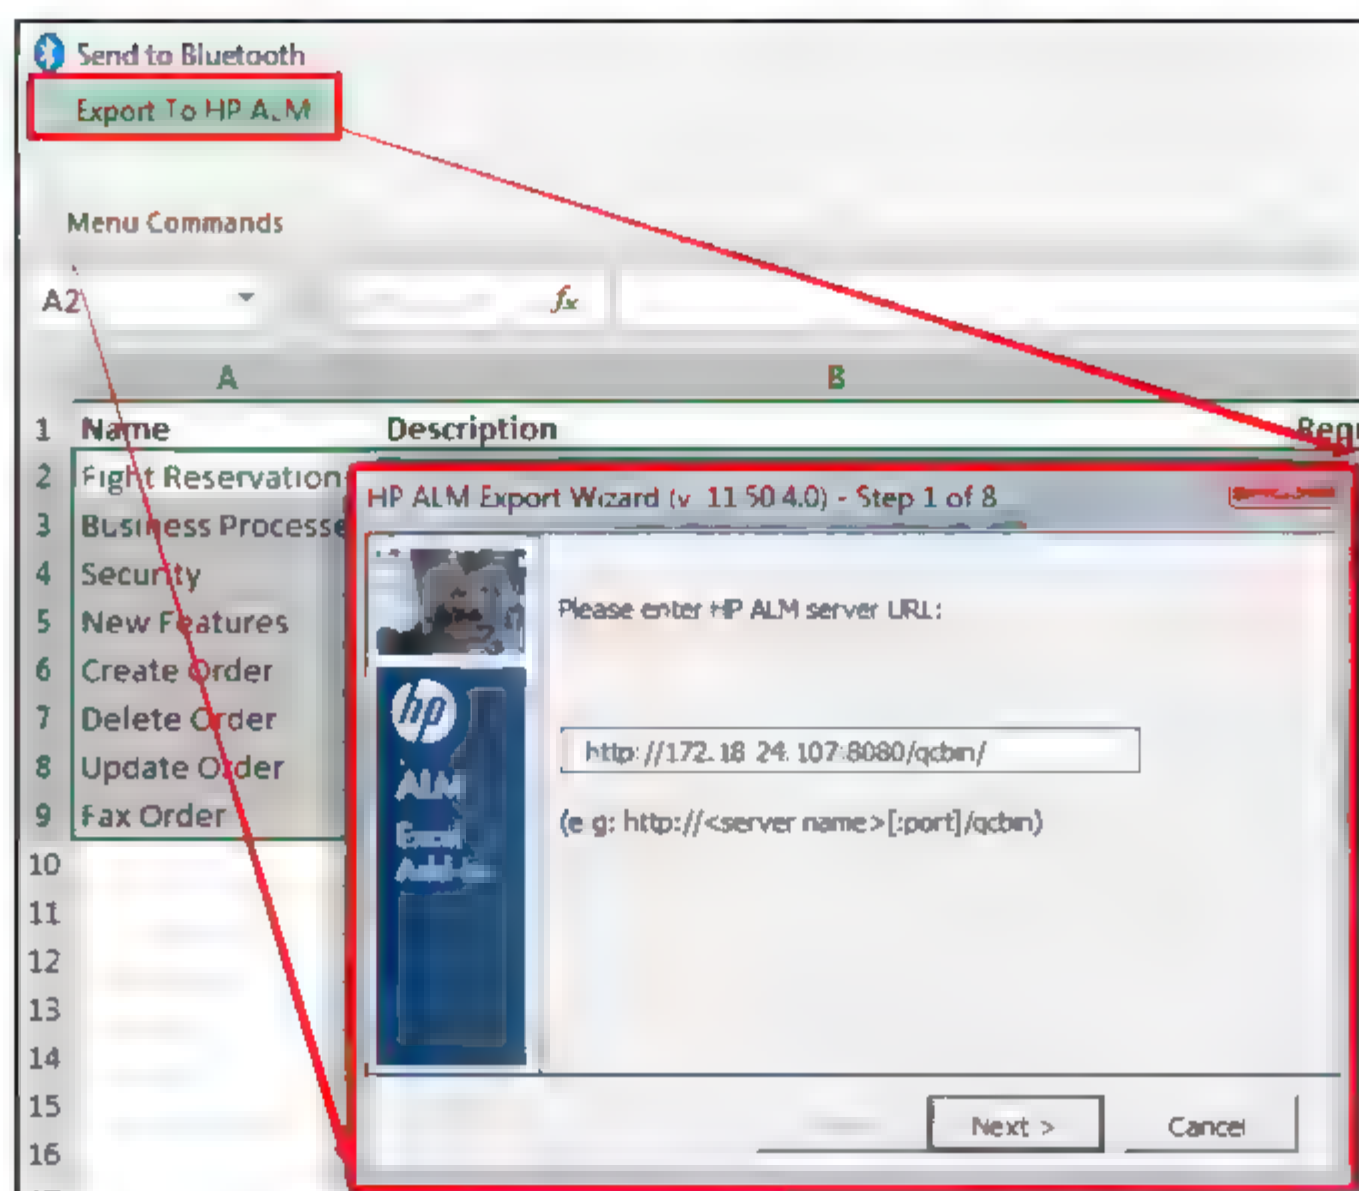 Send to Bluetooth
Export To HP ALM
Menu Commands
A2 fx
A B
1 Name Description
2 Fight Reservation
3 Business Processe
4 Security
5 New Features
6 Create Order
7 Delete Order
8 Update Order
9 Fax Order
10
11
12
13
14
15
16
HP ALM Export Wizard (v. 11.50.4.0) - Step 1 of 8
Please enter HP ALM server URL:
hp
ALM
Excel
Add-in
http://172.18.24.107:8080/qcbin/
(e.g: http://<server name>[:port]/qcbin)
Next >
Cancel